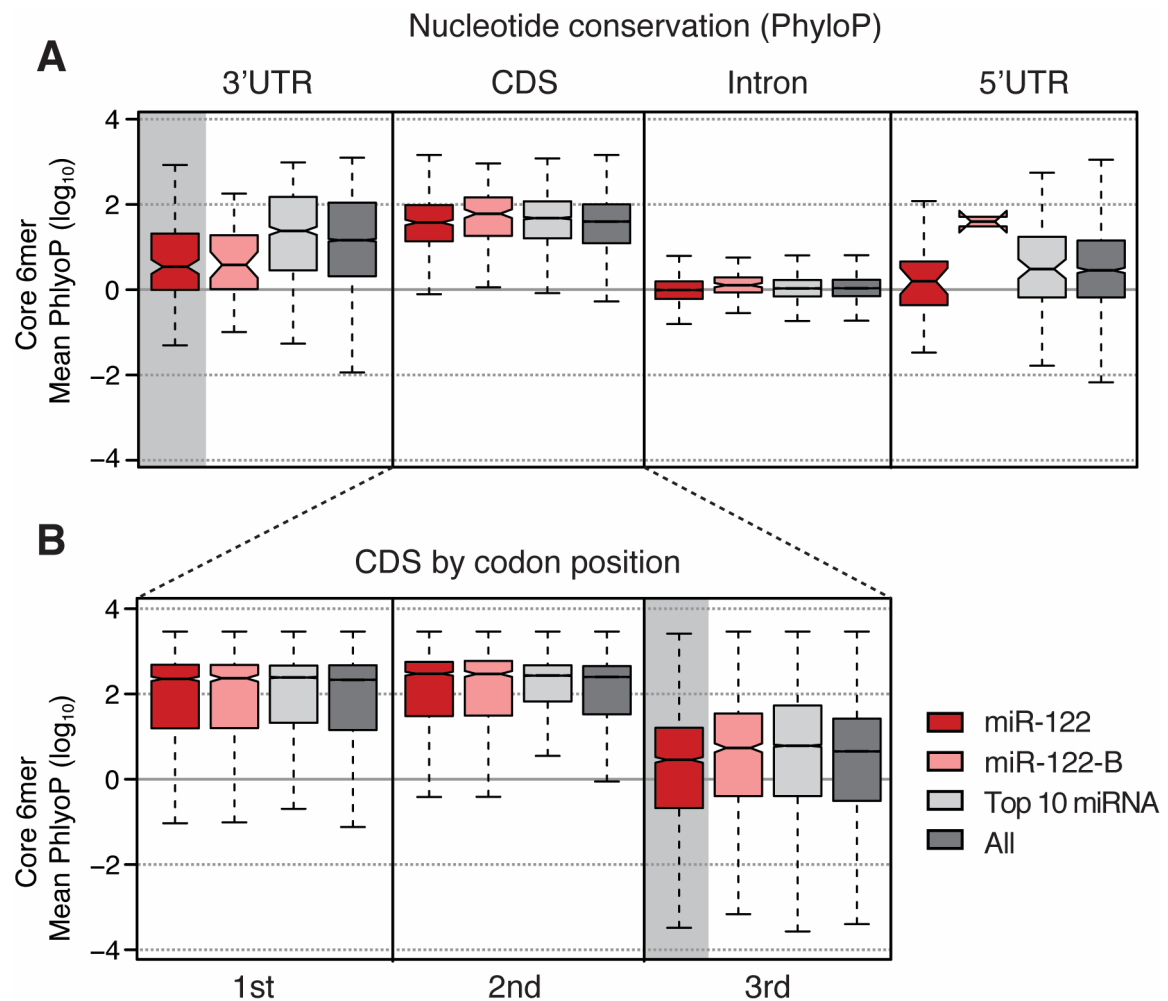 Nucleotide conservation (PhyloP)
A
3’UTR
CDS
Intron
5’UTR
Core 6mer
Mean PhlyoP (log10)
4
2
0
−2
−4
B
CDS by codon position
Core 6mer
Mean PhlyoP (log10)
4
2
0
−2
−4
1st
2nd
3rd
miR-122
miR-122-B
Top 10 miRNA
All